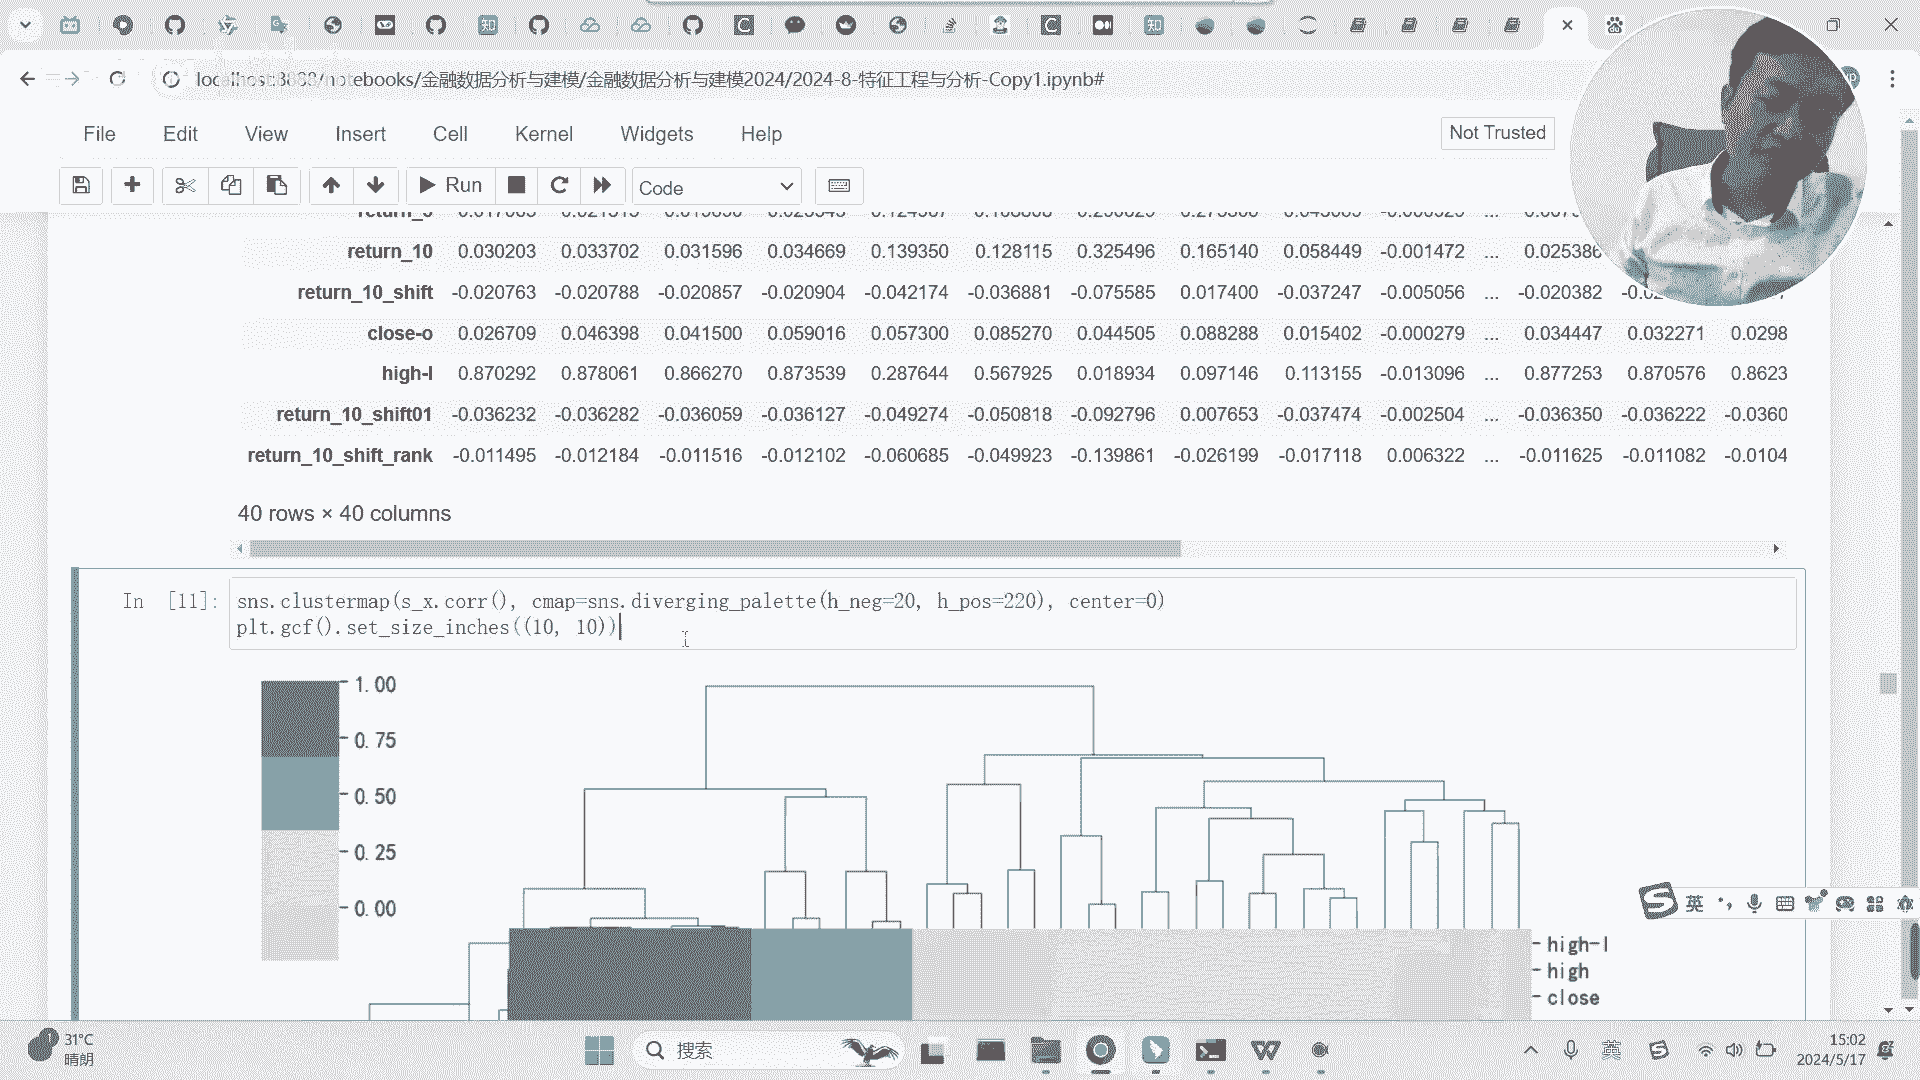 localhost:8888/notebooks/金融数据分析与建模/金融数据分析与建模2024/2024-8-特征工程与分析-Copy1.ipynb#
File Edit View Insert Cell Kernel Widgets Help
Not Trusted
Run Code
return_10 0.030203 0.033702 0.031596 0.034669 0.139350 0.128115 0.325496 0.165140 0.058449 -0.001472 ... 0.025386
return_10_shift -0.020763 -0.020788 -0.020857 -0.020904 -0.042174 -0.036881 -0.075585 0.017400 -0.037247 -0.005056 ... -0.020382
close-o 0.026709 0.046398 0.041500 0.059016 0.057300 0.085270 0.044505 0.088288 0.015402 -0.000279 ... 0.034447 0.032271 0.0298
high-l 0.870292 0.878061 0.866270 0.873539 0.287644 0.567925 0.018934 0.097146 0.113155 -0.013096 ... 0.877253 0.870576 0.8623
return_10_shift01 -0.036232 -0.036282 -0.036059 -0.036127 -0.049274 -0.050818 -0.092796 0.007653 -0.037474 -0.002504 ... -0.036350 -0.036222 -0.0360
return_10_shift_rank -0.011495 -0.012184 -0.011516 -0.012102 -0.060685 -0.049923 -0.139861 -0.026199 -0.017118 0.006322 ... -0.011625 -0.011082 -0.0104
40 rows × 40 columns
In [11]: sns.clustermap(s_x.corr(), cmap=sns.diverging_palette(h_neg=20, h_pos=220), center=0)
plt.gcf().set_size_inches((10, 10))
1.00
0.75
0.50
0.25
0.00
英
high-l
high
close
31°C
晴朗
搜索
英
15:02
2024/5/17